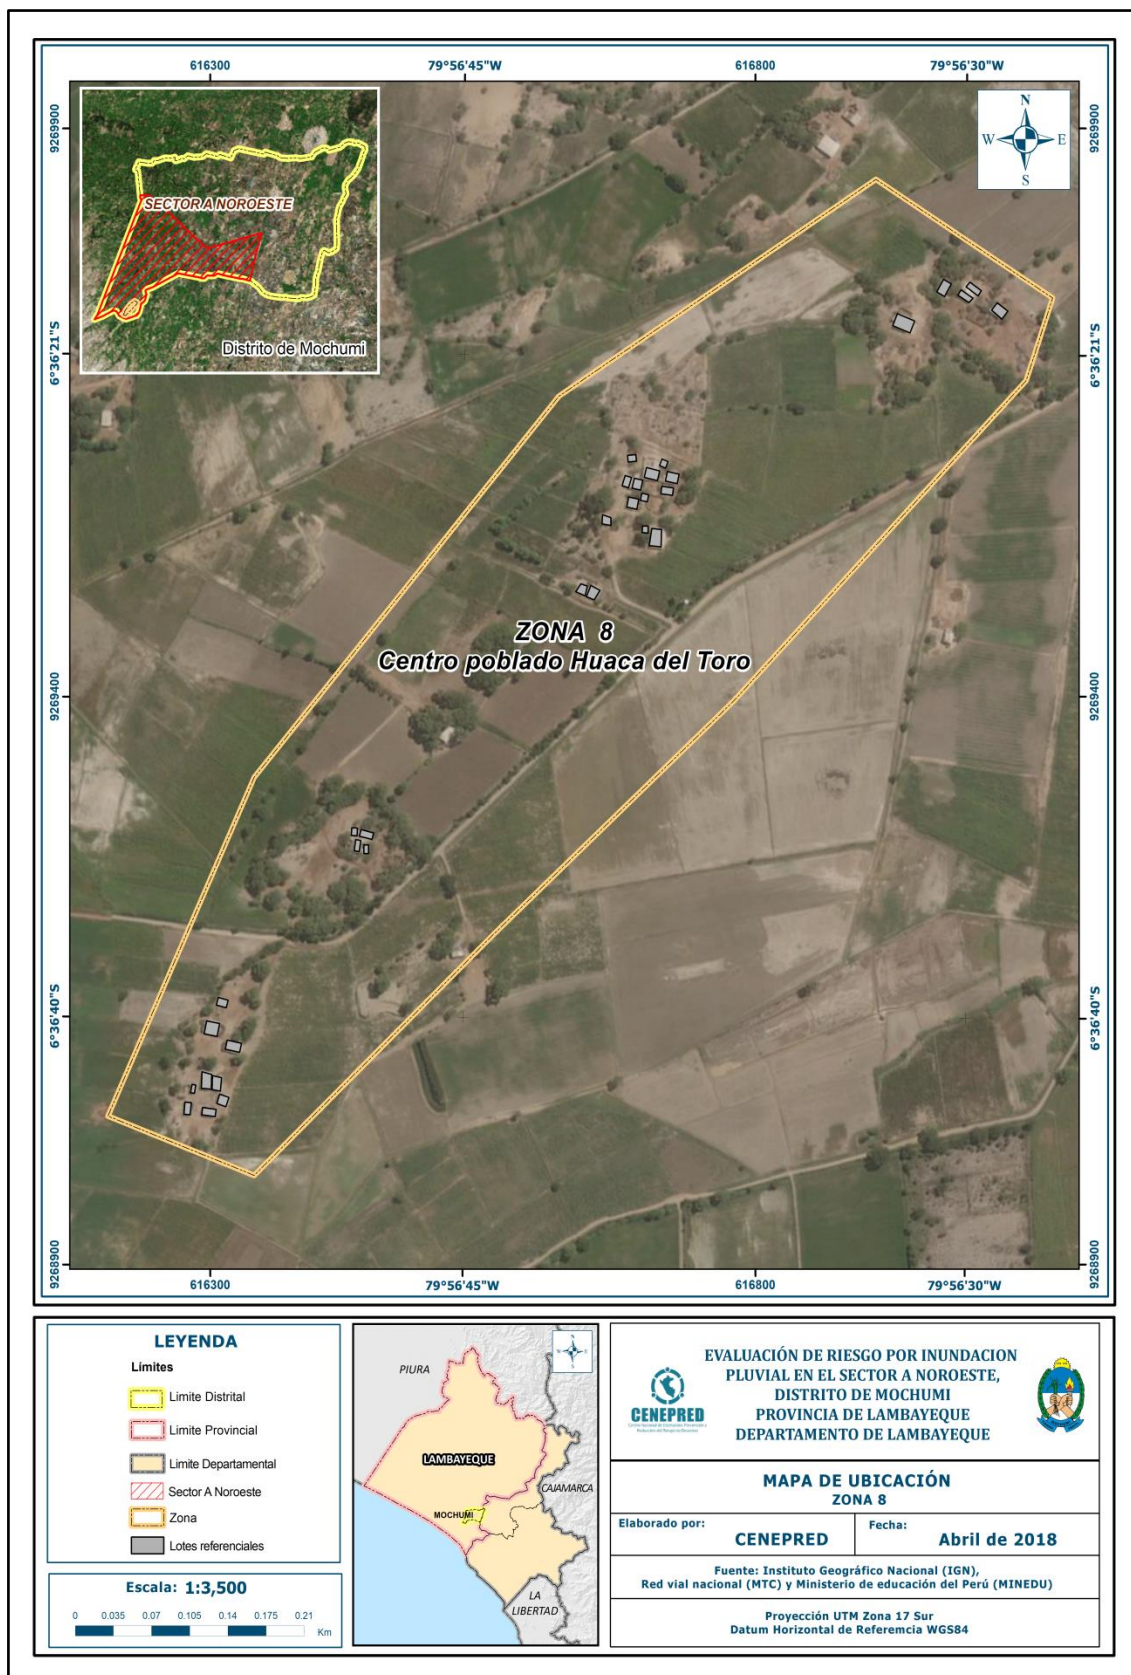 616300
79°56'45"W
616800
79°56'30"W
9269900
9269900
N
W
E
S
SECTOR A NOROESTE
Distrito de Mochumi
6°36'21"S
6°36'21"S
ZONA 8
Centro poblado Huaca del Toro
9269400
9269400
6°36'40"S
6°36'40"S
9268900
9268900
616300
79°56'45"W
616800
79°56'30"W
LEYENDA
Límites
Limite Distrital
Limite Provincial
Limite Departamental
Sector A Noroeste
Zona
Lotes referenciales
Escala: 1:3,500
0 0.035 0.07 0.105 0.14 0.175 0.21
Km
PIURA
LAMBAYEQUE
CAJAMARCA
MOCHUMI
LA
LIBERTAD
CENEPRED
EVALUACIÓN DE RIESGO POR INUNDACION
PLUVIAL EN EL SECTOR A NOROESTE,
DISTRITO DE MOCHUMI
PROVINCIA DE LAMBAYEQUE
DEPARTAMENTO DE LAMBAYEQUE
MAPA DE UBICACIÓN
ZONA 8
Elaborado por:
CENEPRED
Fecha:
Abril de 2018
Fuente: Instituto Geográfico Nacional (IGN),
Red vial nacional (MTC) y Ministerio de educación del Perú (MINEDU)
Proyección UTM Zona 17 Sur
Datum Horizontal de Referencia WGS84